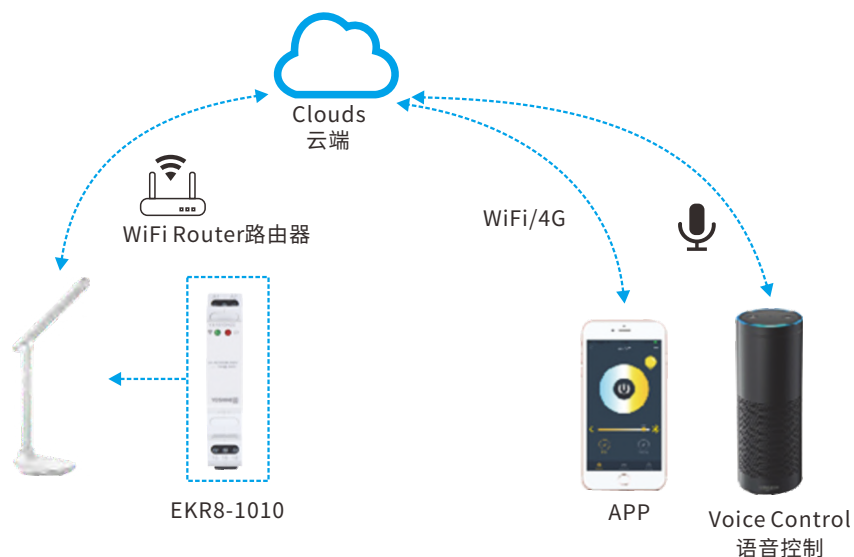 Clouds
云端
WiFi Router路由器
WiFi/4G
EKR8-1010
APP
Voice Control
语音控制